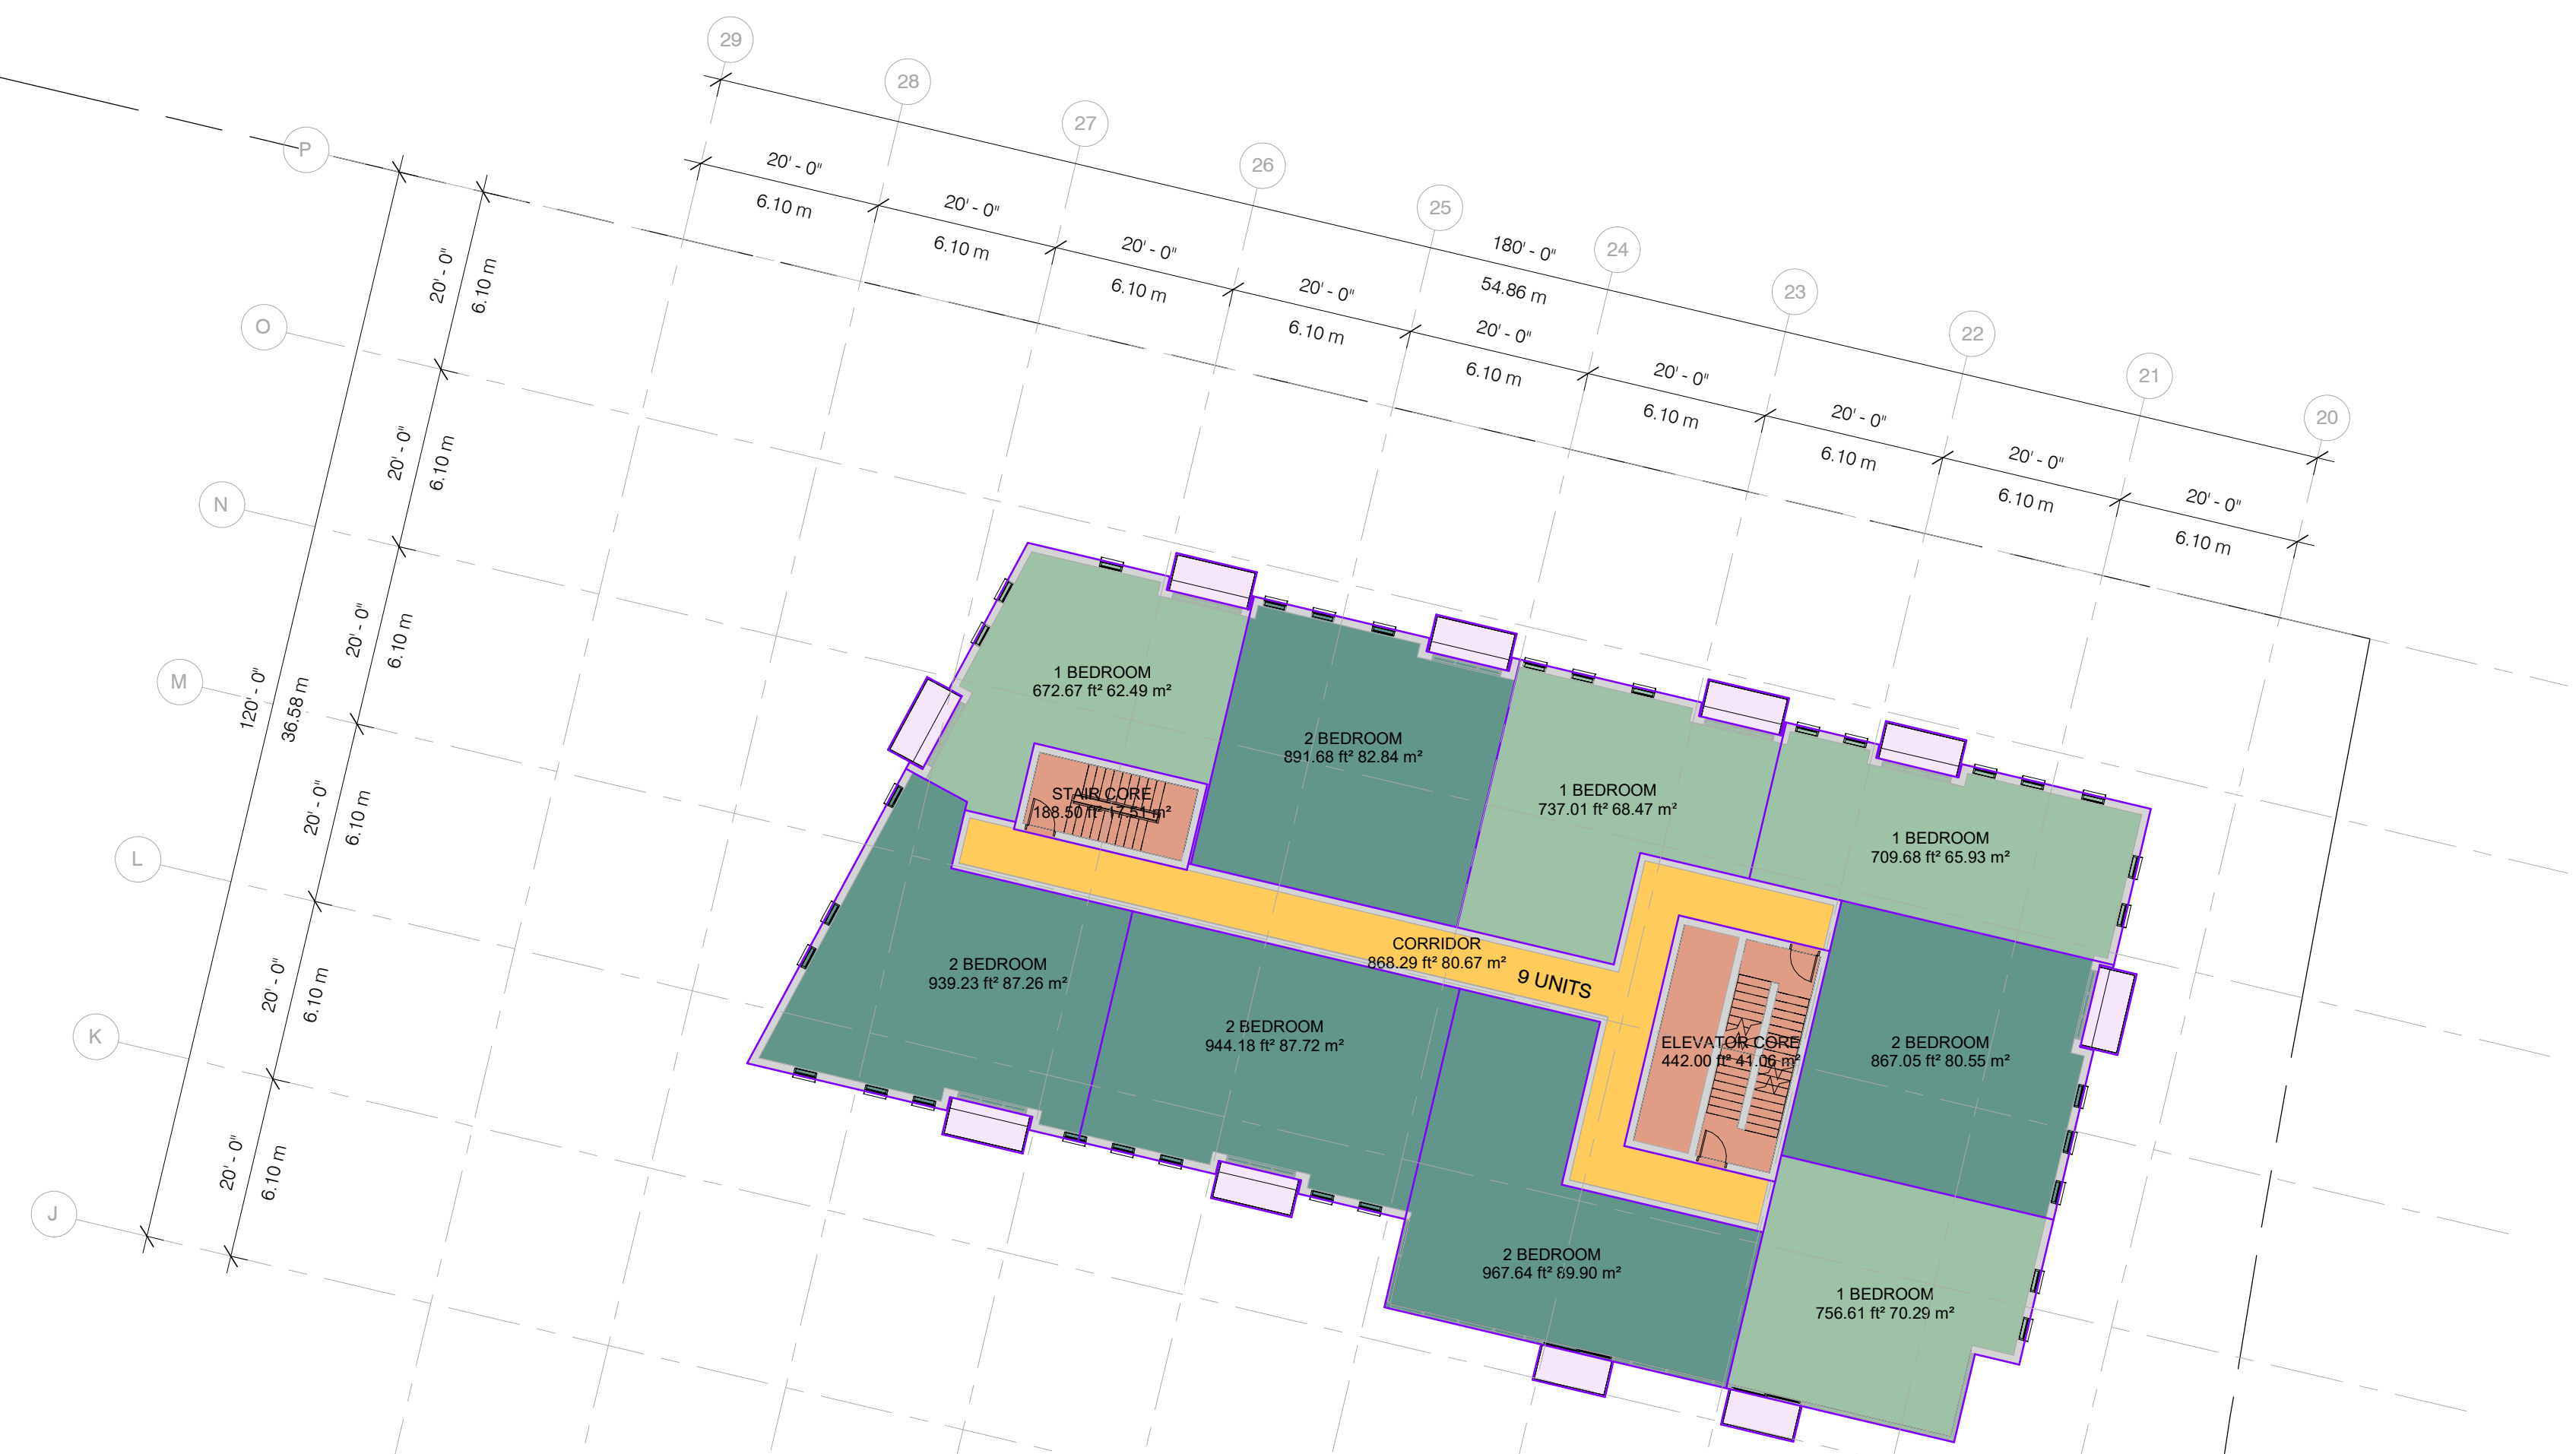 29
28
27
26
25
24
23
22
21
20
P
O
N
M
L
K
J
180' - 0"
54.86 m
20' - 0"
6.10 m
20' - 0"
6.10 m
20' - 0"
6.10 m
20' - 0"
6.10 m
20' - 0"
6.10 m
20' - 0"
6.10 m
20' - 0"
6.10 m
20' - 0"
6.10 m
20' - 0"
6.10 m
120' - 0"
36.58 m
20' - 0"
6.10 m
20' - 0"
6.10 m
20' - 0"
6.10 m
20' - 0"
6.10 m
20' - 0"
6.10 m
20' - 0"
6.10 m
1 BEDROOM
672.67 ft² 62.49 m²
2 BEDROOM
891.68 ft² 82.84 m²
STAIR CORE
188.50 ft² 17.51 m²
1 BEDROOM
737.01 ft² 68.47 m²
1 BEDROOM
709.68 ft² 65.93 m²
CORRIDOR
868.29 ft² 80.67 m²
9 UNITS
2 BEDROOM
939.23 ft² 87.26 m²
2 BEDROOM
944.18 ft² 87.72 m²
ELEVATOR CORE
442.00 ft² 41.06 m²
2 BEDROOM
867.05 ft² 80.55 m²
2 BEDROOM
967.64 ft² 89.90 m²
1 BEDROOM
756.61 ft² 70.29 m²